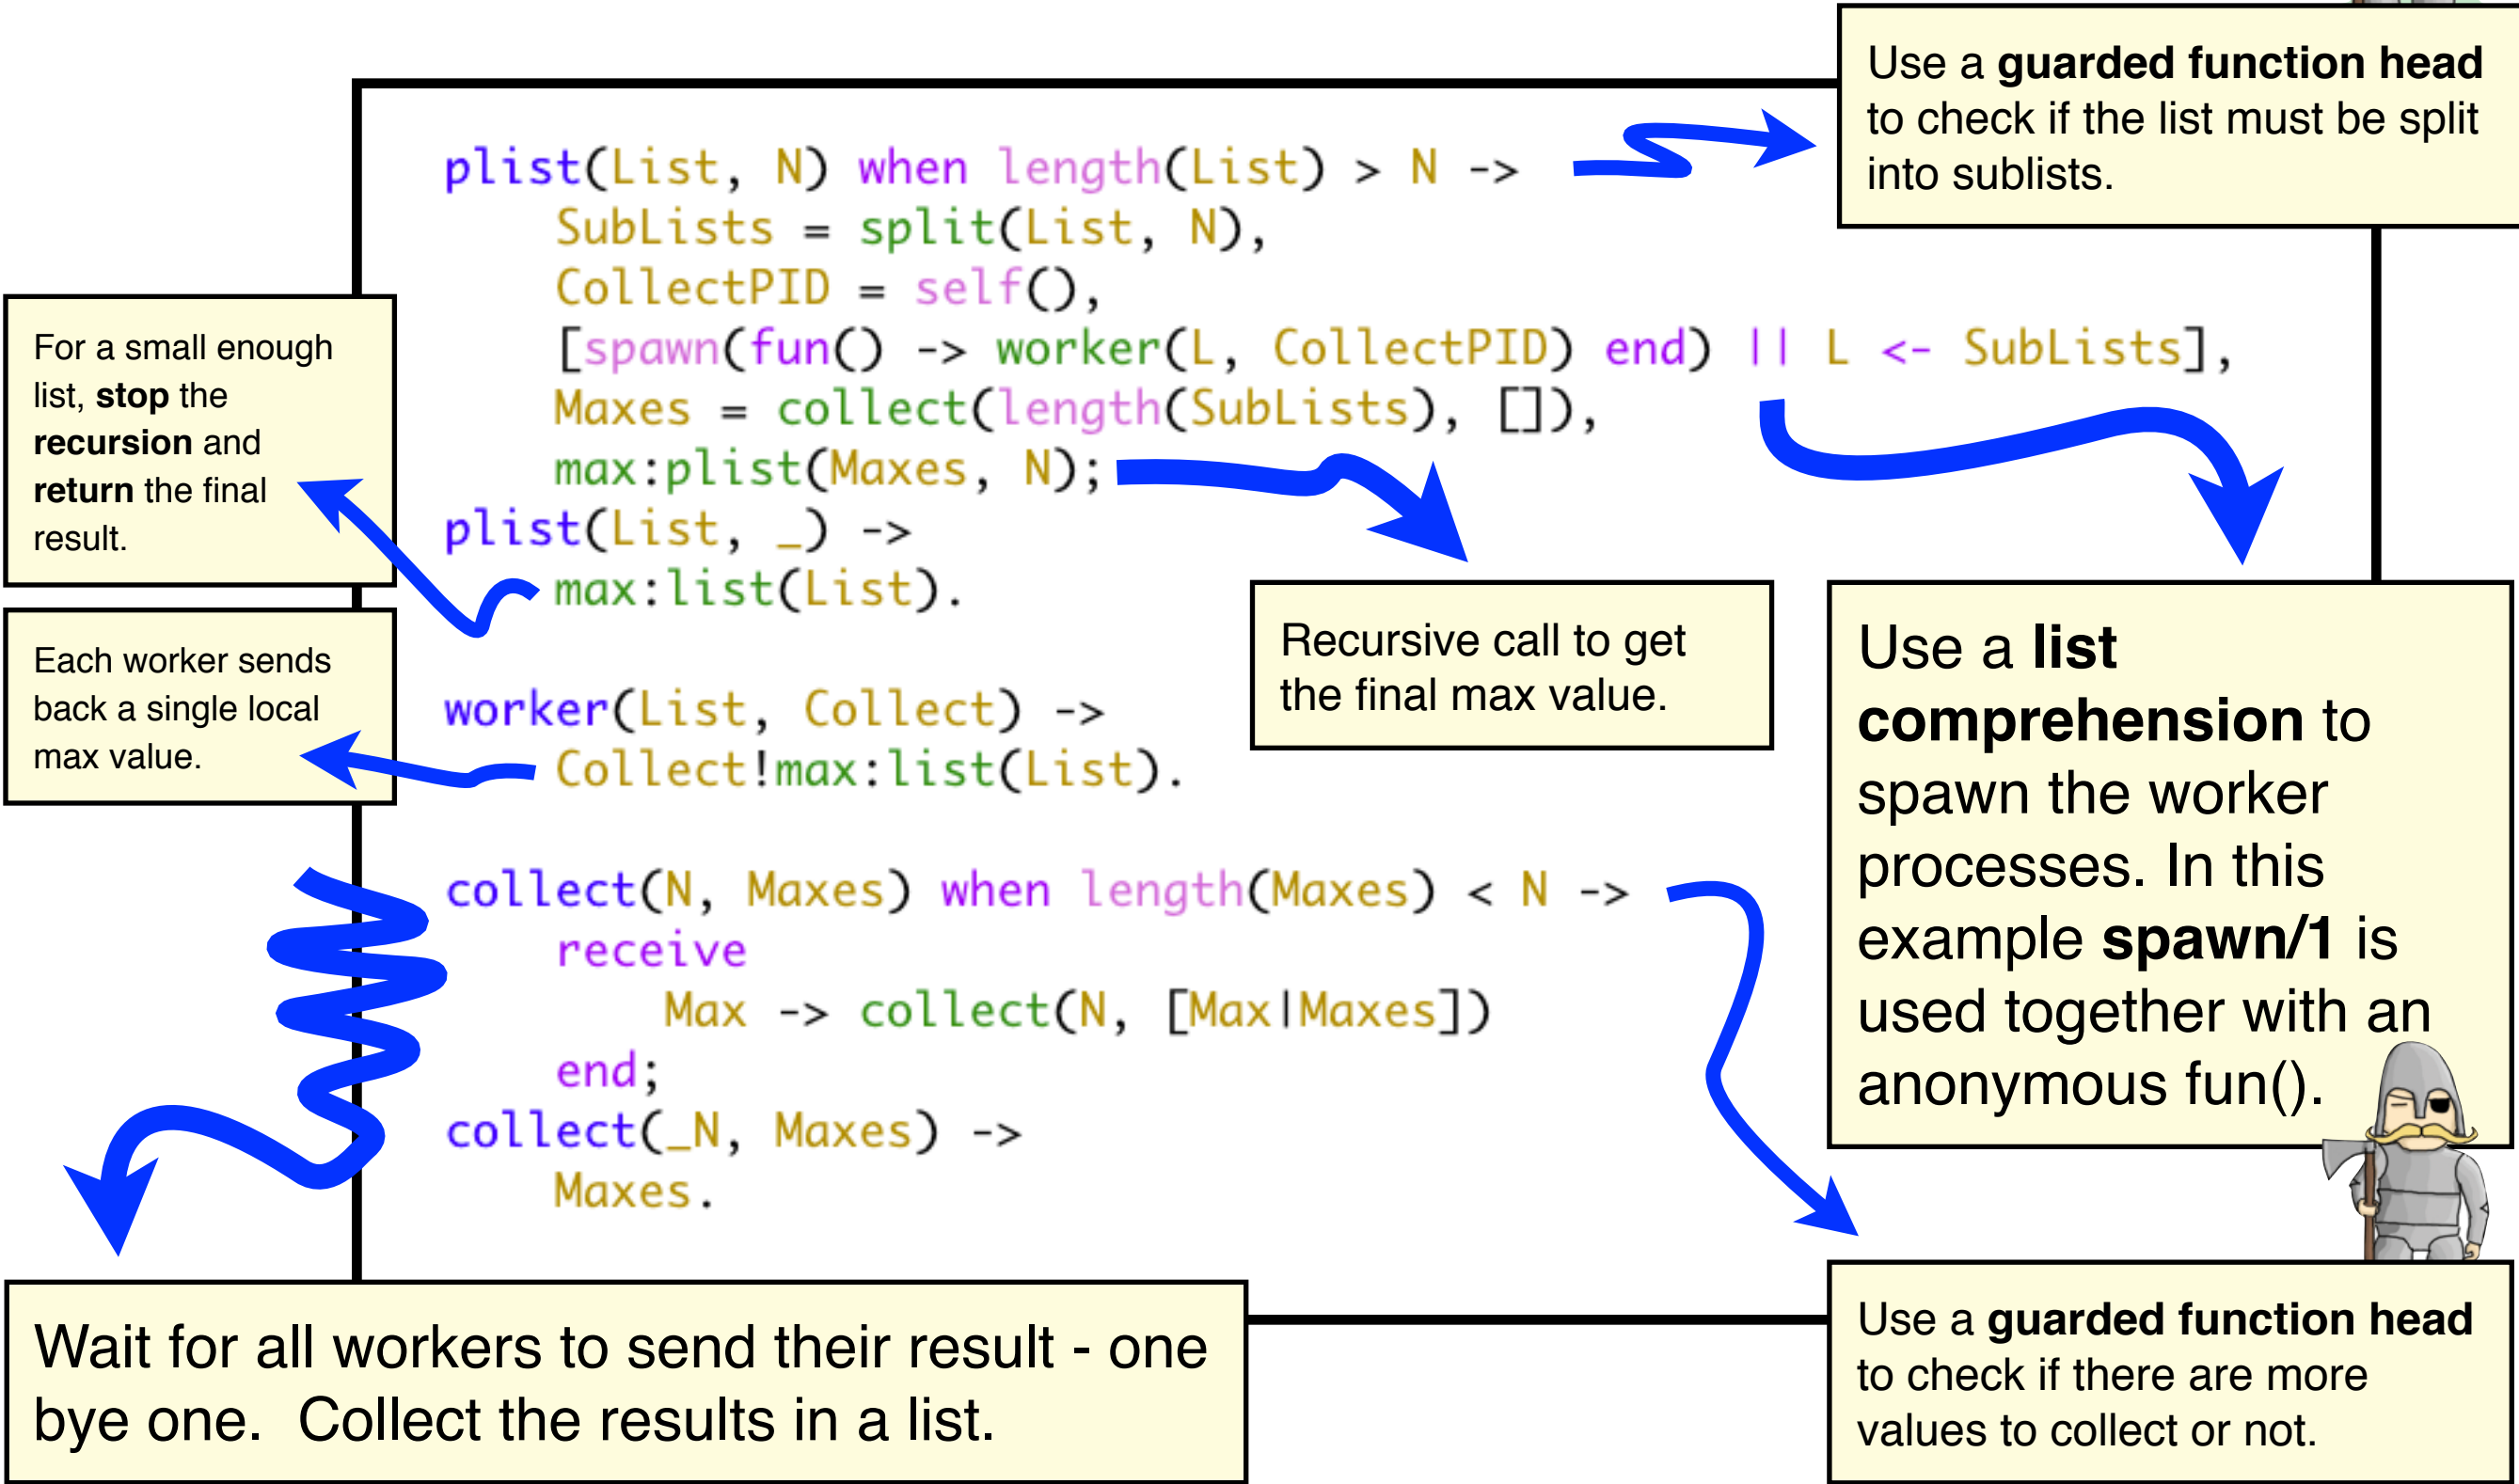 Use a guarded function head
to check if the list must be split
into sublists.
plist(List, N) when length(List) > N ->
    SubLists = split(List, N),
    CollectPID = self(),
    [spawn(fun() -> worker(L, CollectPID) end) || L <- SubLists],
    Maxes = collect(length(SubLists), []),
    max:plist(Maxes, N);
plist(List, _) ->
    max:list(List).
worker(List, Collect) ->
    Collect!max:list(List).
collect(N, Maxes) when length(Maxes) < N ->
    receive
        Max -> collect(N, [Max|Maxes])
    end;
collect(_N, Maxes) ->
    Maxes.
For a small enough
list, stop the
recursion and
return the final
result.
Each worker sends
back a single local
max value.
Recursive call to get
the final max value.
Use a list
comprehension to
spawn the worker
processes. In this
example spawn/1 is
used together with an
anonymous fun().
Wait for all workers to send their result - one
bye one.  Collect the results in a list.
Use a guarded function head
to check if there are more
values to collect or not.